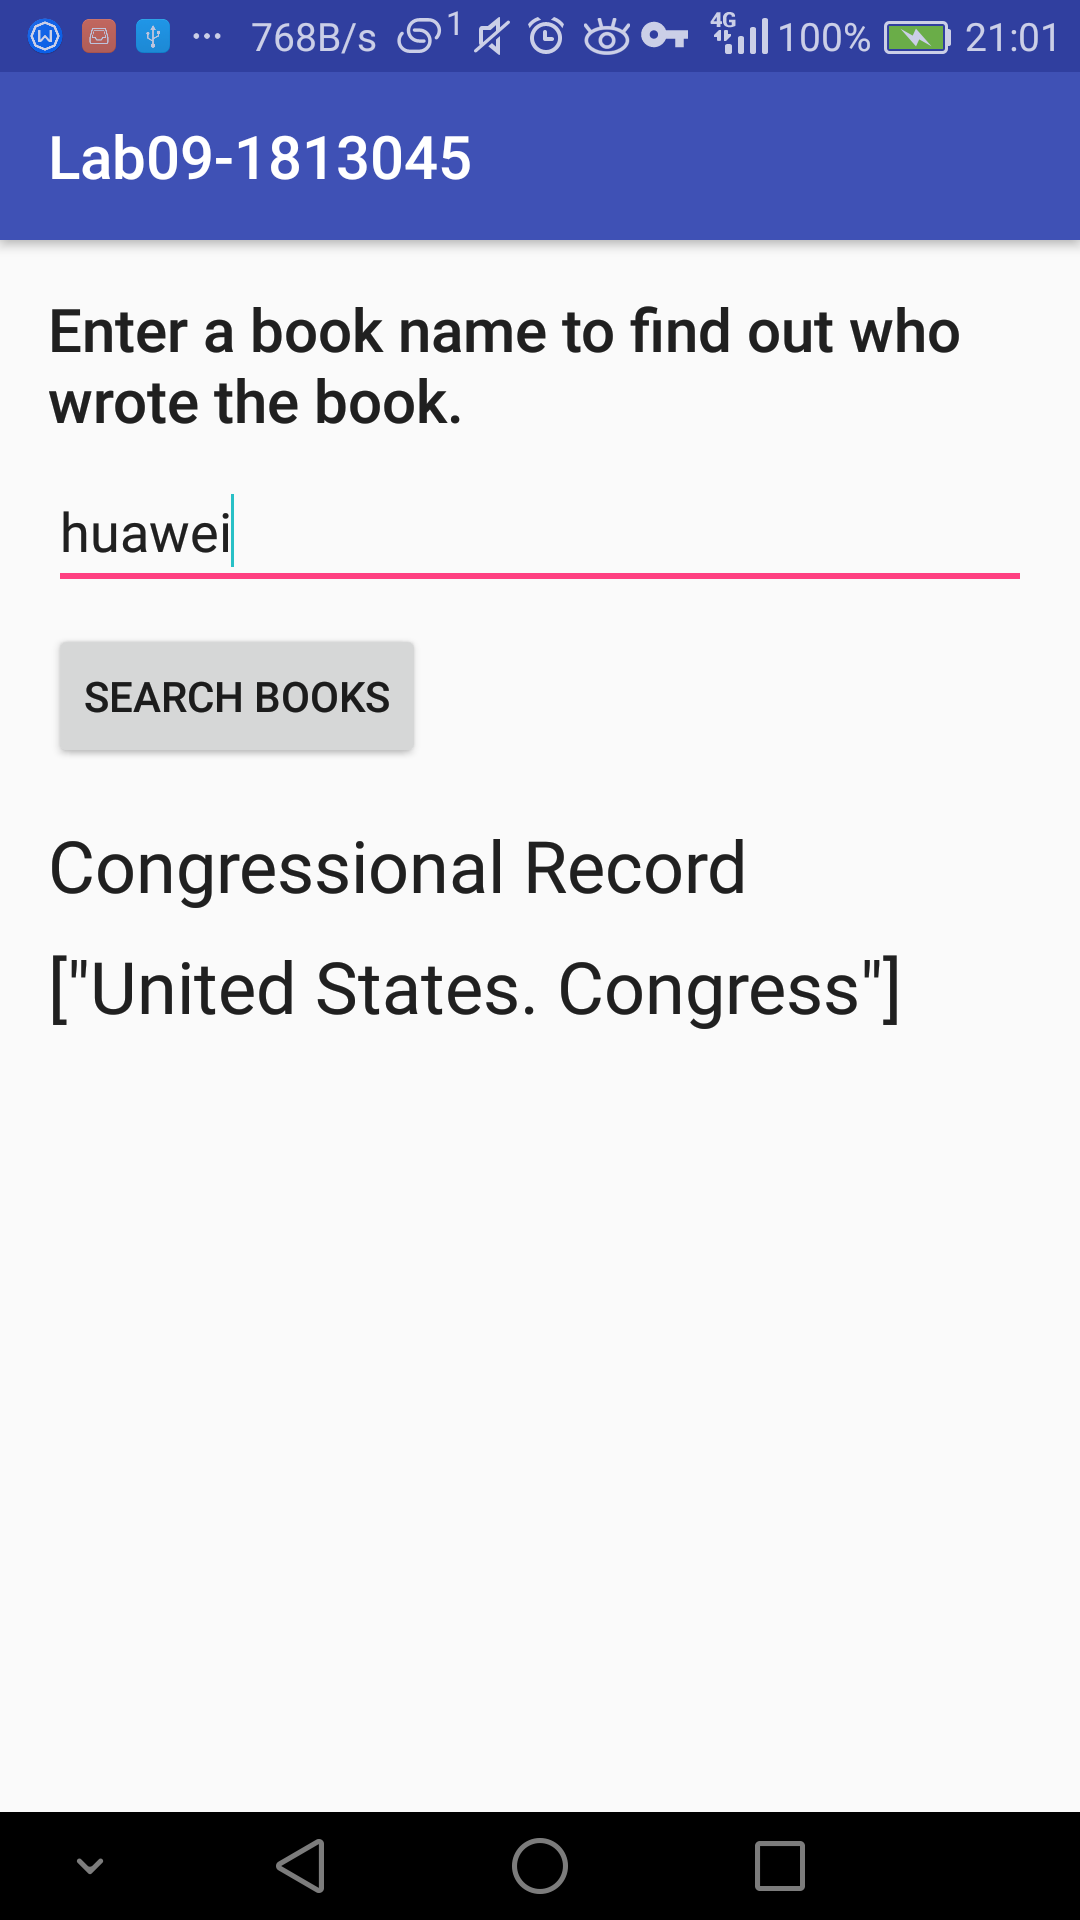 768B/s 1 4G 100% 21:01
Lab09-1813045
Enter a book name to find out who
wrote the book.
huawei
SEARCH BOOKS
Congressional Record
["United States. Congress"]